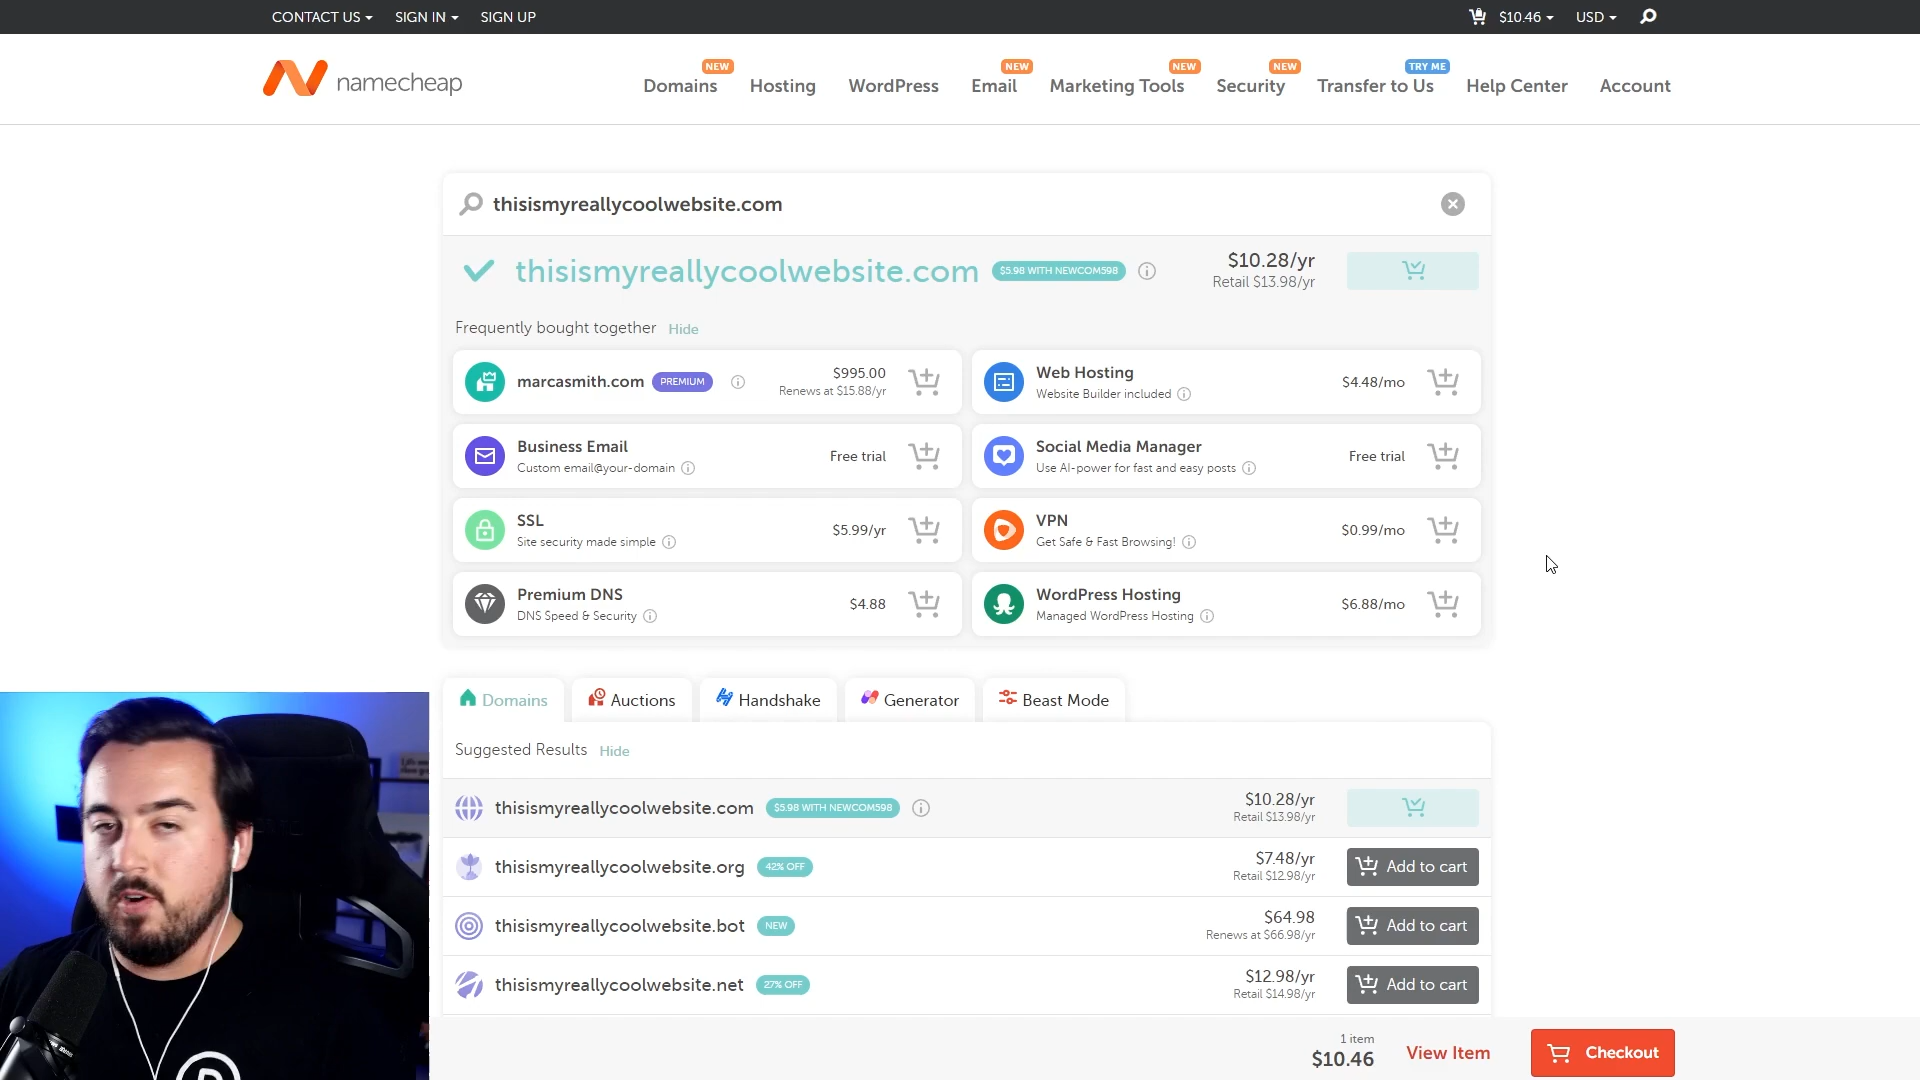 CONTACT US
SIGN IN
SIGN UP
$10.46
USD
namecheap
Domains
NEW
Hosting
WordPress
Email
NEW
Marketing Tools
NEW
Security
NEW
Transfer to Us
TRY ME
Help Center
Account
thisismyreallycoolwebsite.com
thisismyreallycoolwebsite.com
$5.98 WITH NEWCOM598
$10.28/yr
Retail $13.98/yr
Frequently bought together
Hide
marcasmith.com
PREMIUM
$995.00
Renews at $15.88/yr
Web Hosting
Website Builder included
$4.48/mo
Business Email
Custom email@your-domain
Free trial
Social Media Manager
Use AI-power for fast and easy posts
Free trial
SSL
Site security made simple
$5.99/yr
VPN
Get Safe & Fast Browsing!
$0.99/mo
Premium DNS
DNS Speed & Security
$4.88
WordPress Hosting
Managed WordPress Hosting
$6.88/mo
Domains
Auctions
Handshake
Generator
Beast Mode
Suggested Results
Hide
thisismyreallycoolwebsite.com
$5.98 WITH NEWCOM598
$10.28/yr
Retail $13.98/yr
thisismyreallycoolwebsite.org
42% OFF
$7.48/yr
Retail $12.98/yr
Add to cart
thisismyreallycoolwebsite.bot
NEW
$64.98
Renews at $66.98/yr
Add to cart
thisismyreallycoolwebsite.net
27% OFF
$12.98/yr
Retail $14.98/yr
Add to cart
1 item
$10.46
View Item
Checkout